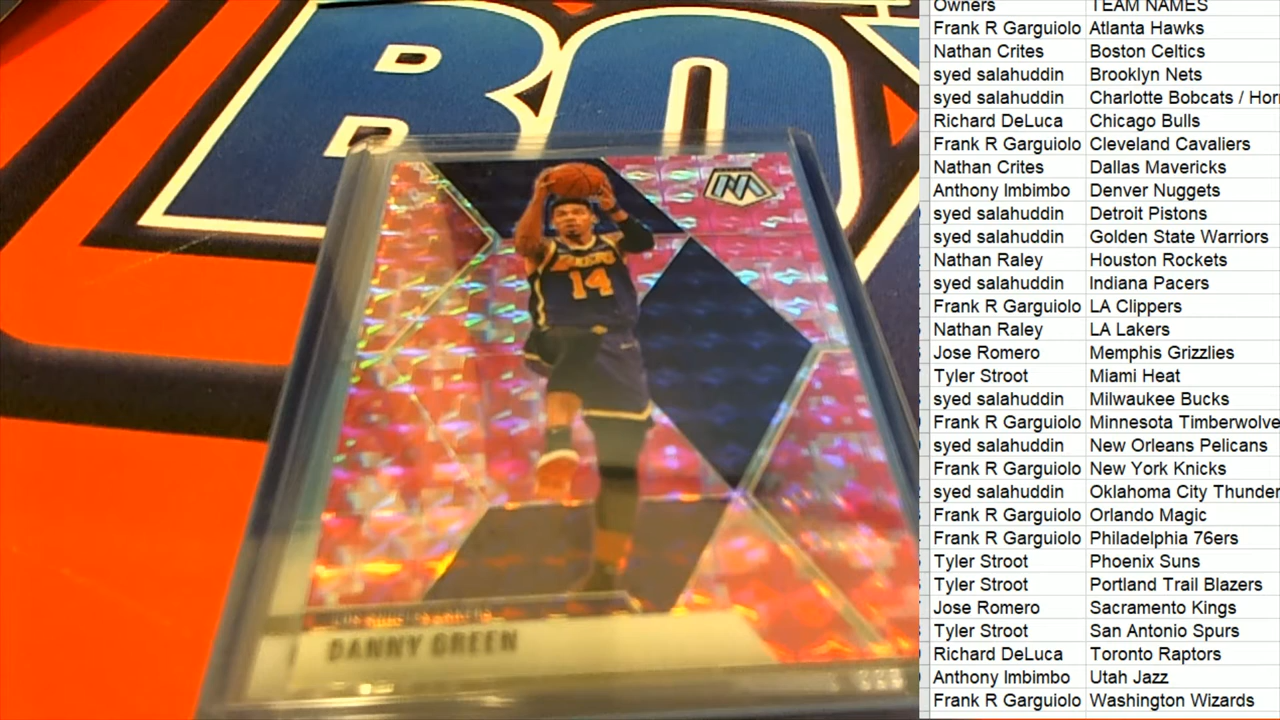 BOX
LAKERS
14
LOS ANGELES LAKERS
DANNY GREEN
Owners TEAM NAMES
Frank R Garguiolo Atlanta Hawks
Nathan Crites Boston Celtics
syed salahuddin Brooklyn Nets
syed salahuddin Charlotte Bobcats / Hor
Richard DeLuca Chicago Bulls
Frank R Garguiolo Cleveland Cavaliers
Nathan Crites Dallas Mavericks
Anthony Imbimbo Denver Nuggets
syed salahuddin Detroit Pistons
syed salahuddin Golden State Warriors
Nathan Raley Houston Rockets
syed salahuddin Indiana Pacers
Frank R Garguiolo LA Clippers
Nathan Raley LA Lakers
Jose Romero Memphis Grizzlies
Tyler Stroot Miami Heat
syed salahuddin Milwaukee Bucks
Frank R Garguiolo Minnesota Timberwolve
syed salahuddin New Orleans Pelicans
Frank R Garguiolo New York Knicks
syed salahuddin Oklahoma City Thunder
Frank R Garguiolo Orlando Magic
Frank R Garguiolo Philadelphia 76ers
Tyler Stroot Phoenix Suns
Tyler Stroot Portland Trail Blazers
Jose Romero Sacramento Kings
Tyler Stroot San Antonio Spurs
Richard DeLuca Toronto Raptors
Anthony Imbimbo Utah Jazz
Frank R Garguiolo Washington Wizards